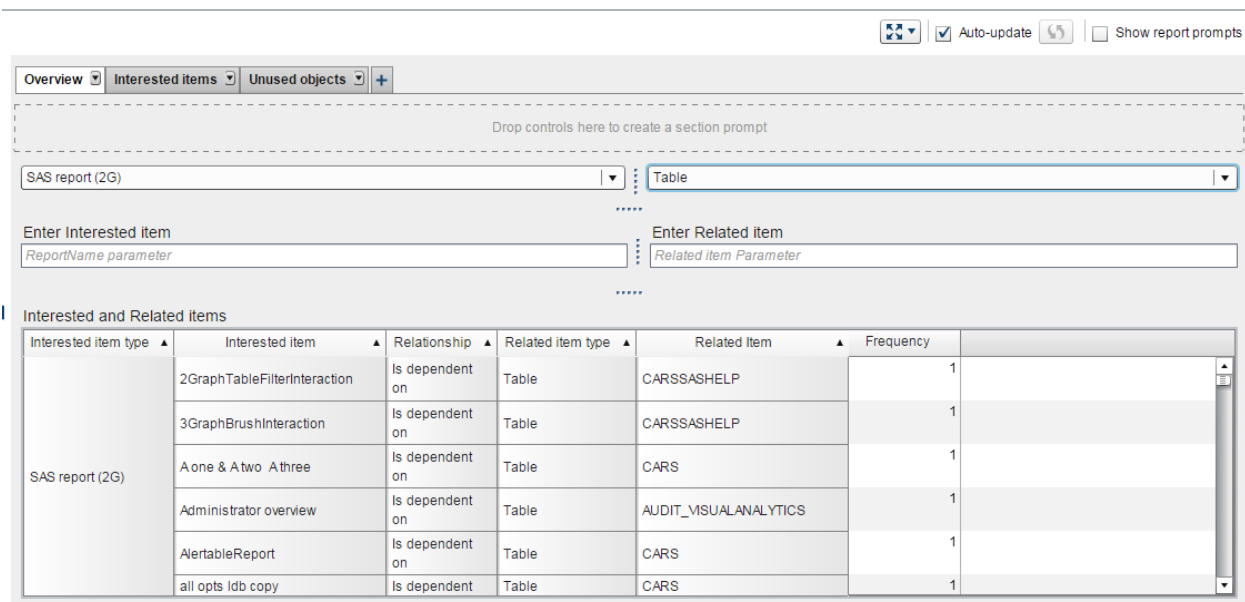 Auto-update Show report prompts
Overview Interested items Unused objects +
Drop controls here to create a section prompt
SAS report (2G) Table
Enter Interested item Enter Related item
ReportName parameter Related item Parameter
Interested and Related items
Interested item type Interested item Relationship Related item type Related Item Frequency
SAS report (2G)
2GraphTableFilterInteraction Is dependent on Table CARSSASHELP 1
3GraphBrushInteraction Is dependent on Table CARSSASHELP 1
A one & A two A three Is dependent on Table CARS 1
Administrator overview Is dependent on Table AUDIT_VISUALANALYTICS 1
AlertableReport Is dependent on Table CARS 1
all opts ldb copy Is dependent Table CARS 1